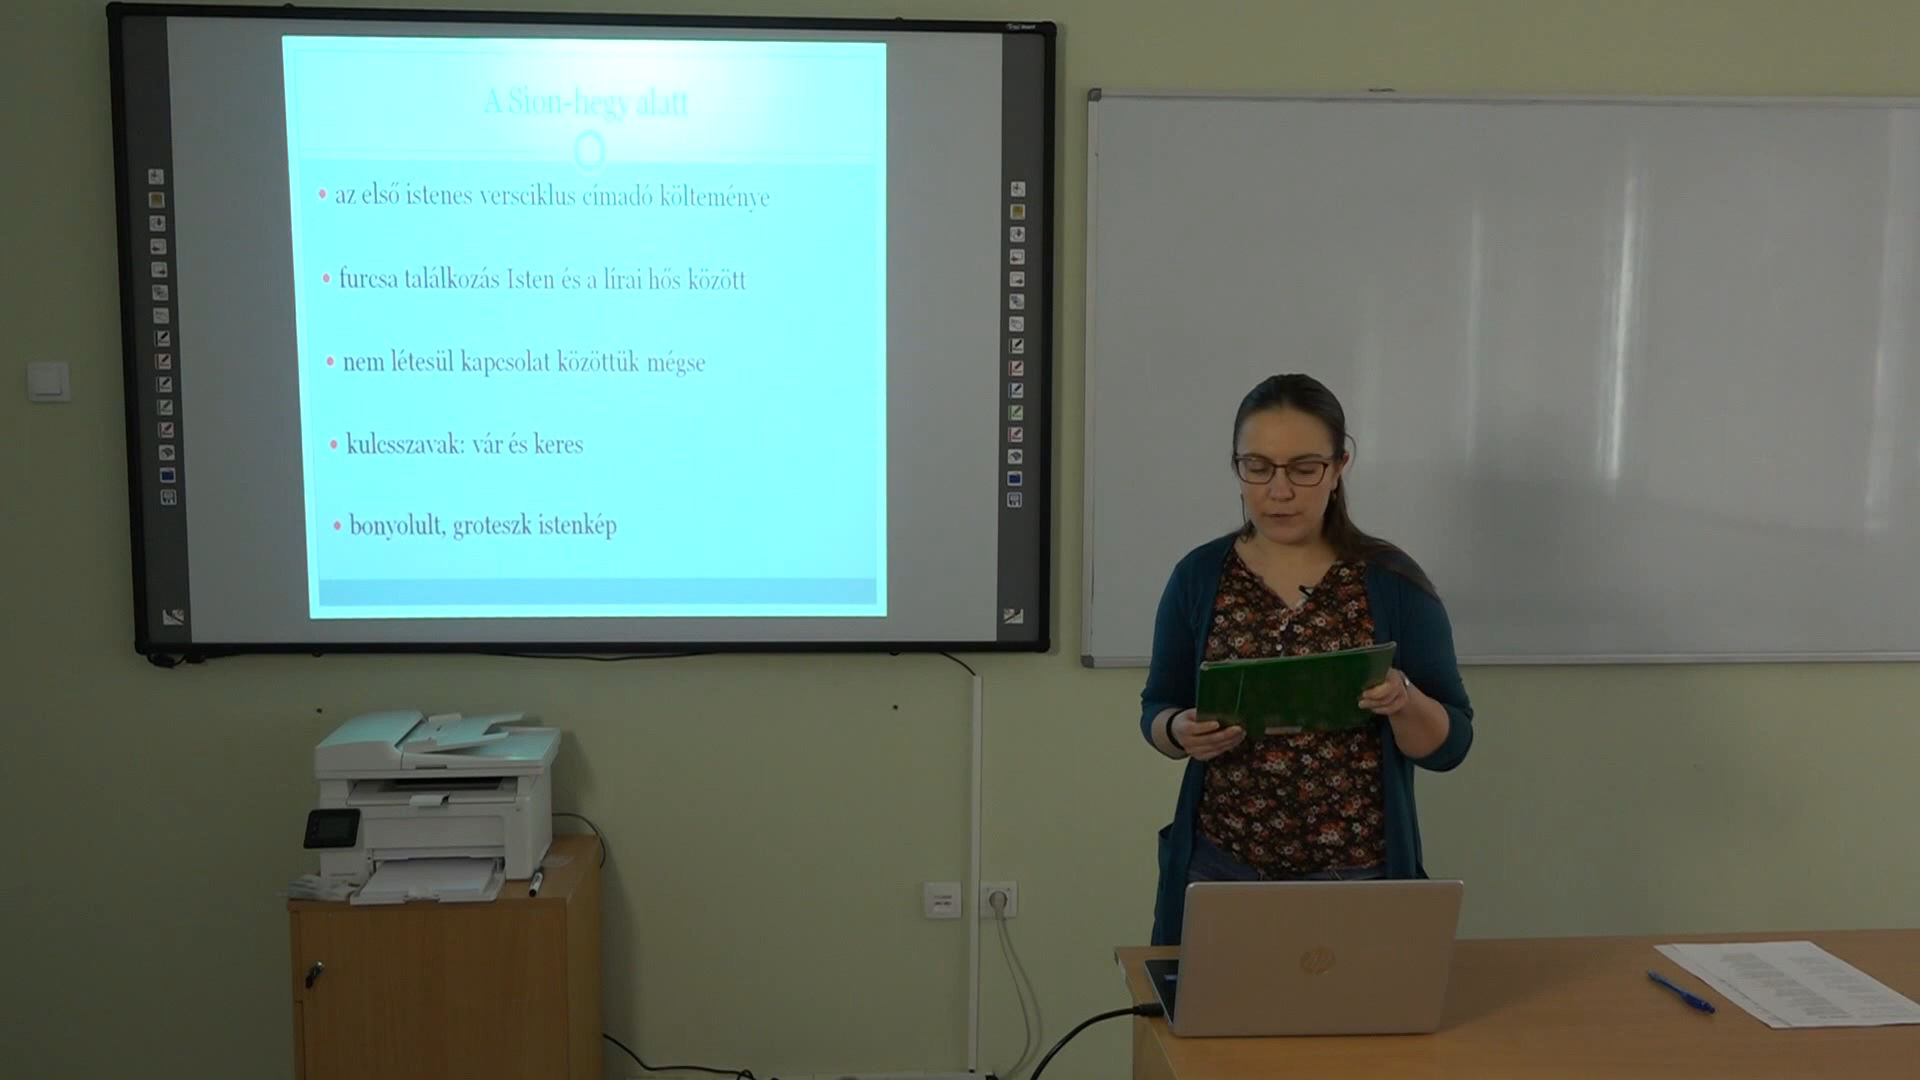 A Sion-hegy alatt
• az első istenes versciklus címadó költeménye
• furcsa találkozás Isten és a lírai hős között
• nem létesül kapcsolat közöttük mégse
• kulcsszavak: vár és keres
• bonyolult, groteszk istenkép
hp